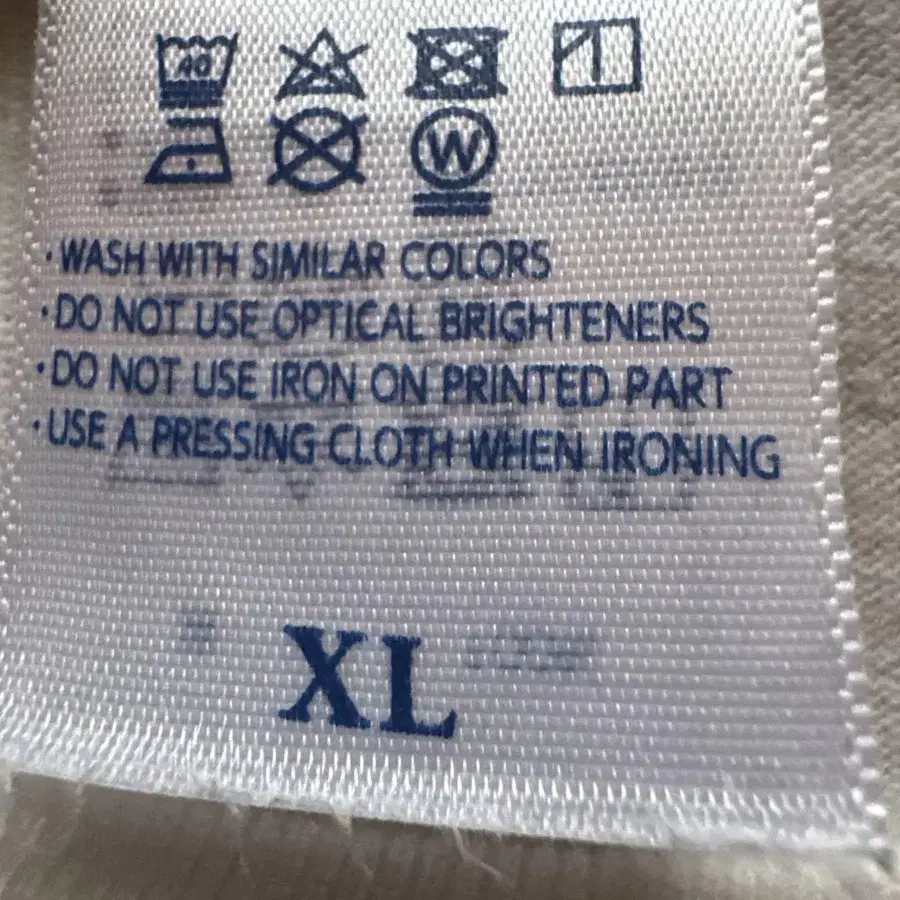 40
W
· WASH WITH SIMILAR COLORS
· DO NOT USE OPTICAL BRIGHTENERS
· DO NOT USE IRON ON PRINTED PART
· USE A PRESSING CLOTH WHEN IRONING
XL